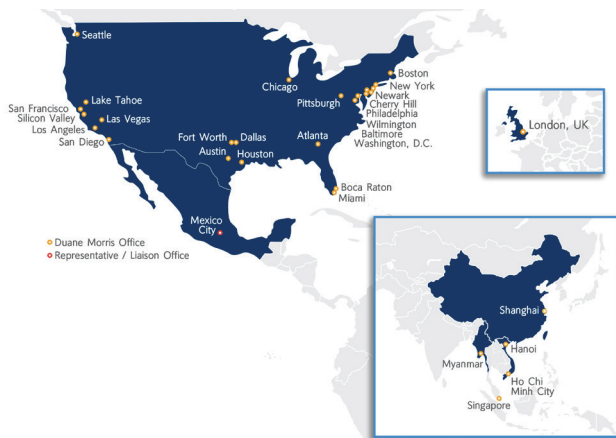 Seattle
Boston
Chicago
New York
Newark
Pittsburgh
Cherry Hill
Philadelphia
Wilmington
Baltimore
Washington, D.C.
Lake Tahoe
San Francisco
Silicon Valley
Las Vegas
Los Angeles
San Diego
Fort Worth
Dallas
Atlanta
Austin
Houston
Boca Raton
Miami
Mexico
City
Duane Morris Office
Representative / Liaison Office
London, UK
Shanghai
Hanoi
Myanmar
Ho Chi
Minh City
Singapore